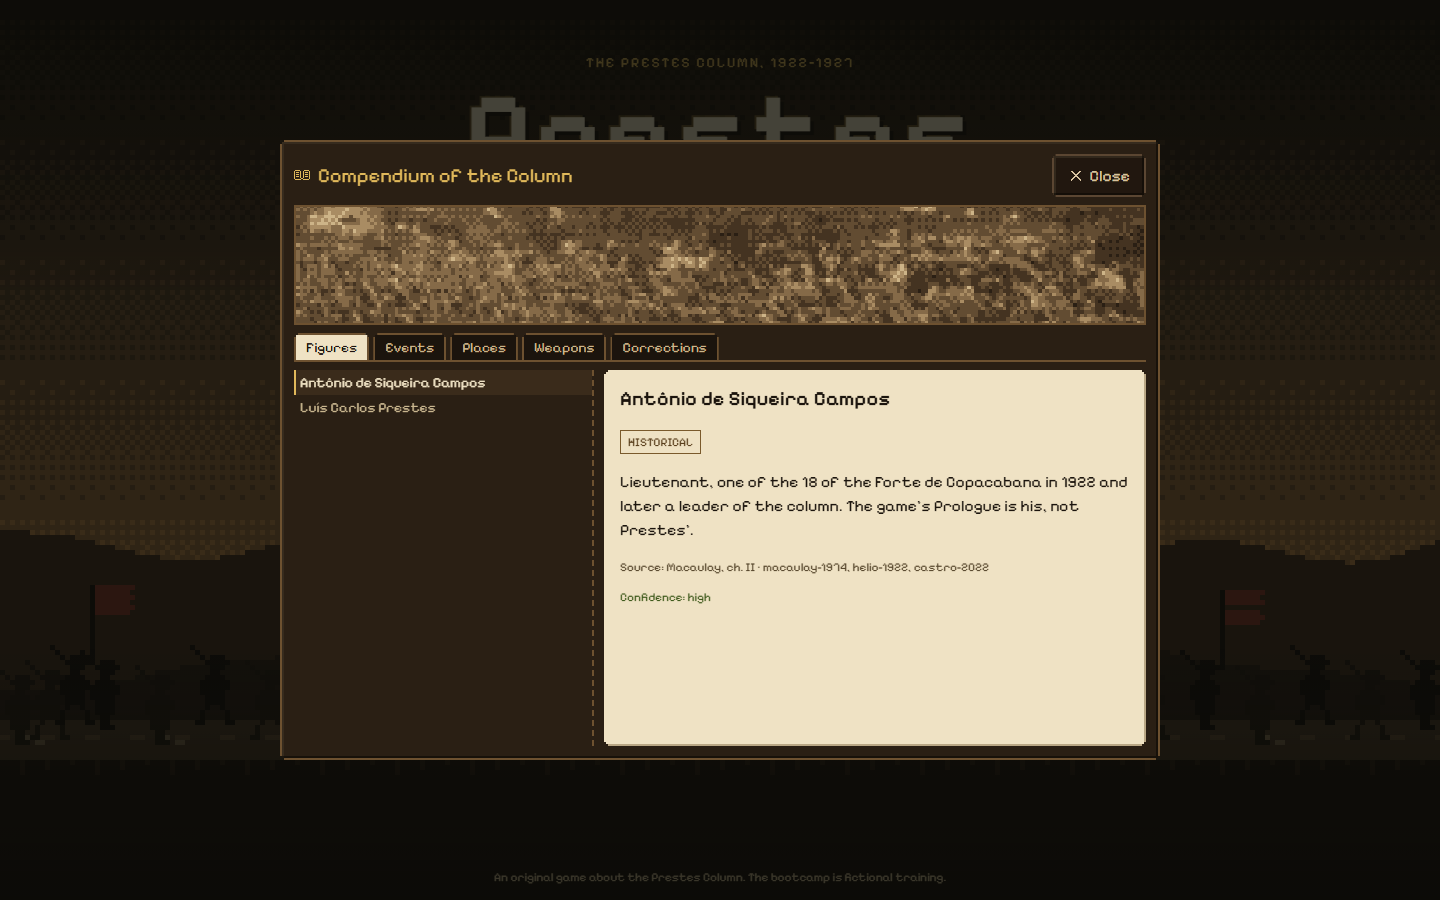 THE PRESTES COLUMN, 1922-1927
Prestes
Compendium of the Column
Close
Figures
Events
Places
Weapons
Corrections
Antônio de Siqueira Campos
Luís Carlos Prestes
Antônio de Siqueira Campos
HISTORICAL
Lieutenant, one of the 18 of the Forte de Copacabana in 1922 and
later a leader of the column. The game's Prologue is his, not
Prestes'.
Source: Macaulay, ch. II · macaulay-1974, helio-1922, castro-2022
Confidence: high
An original game about the Prestes Column. The bootcamp is fictional training.